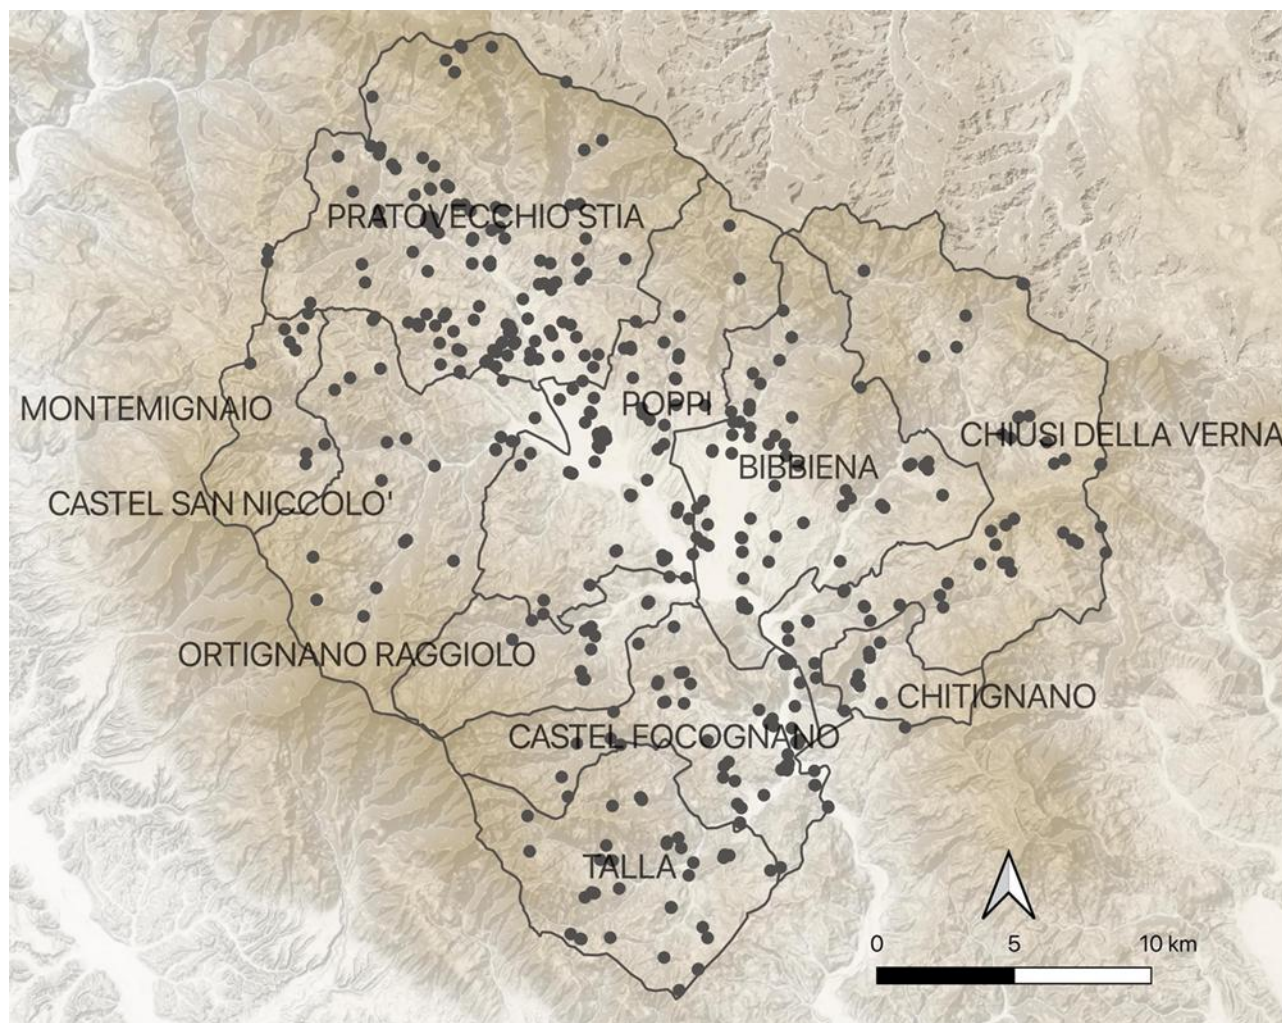 PRATOVECCHIO STIA
MONTEMIGNAIO
POPPI
CHIUSI DELLA VERNA
BIBBIENA
CASTEL SAN NICCOLO'
ORTIGNANO RAGGIOLO
CHITIGNANO
CASTEL FOCOGNANO
TALLA
0 5 10 km